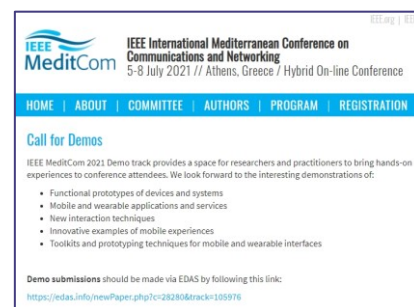 IEEE.org | IEE
IEEE
MeditCom
IEEE International Mediterranean Conference on
Communications and Networking
5-8 July 2021 // Athens, Greece / Hybrid On-line Conference
HOME | ABOUT | COMMITTEE | AUTHORS | PROGRAM | REGISTRATION
Call for Demos
IEEE MeditCom 2021 Demo track provides a space for researchers and practitioners to bring hands-on
experiences to conference attendees. We look forward to the interesting demonstrations of:
• Functional prototypes of devices and systems
• Mobile and wearable applications and services
• New interaction techniques
• Innovative examples of mobile experiences
• Toolkits and prototyping techniques for mobile and wearable interfaces
Demo submissions should be made via EDAS by following this link:
https://edas.info/newPaper.php?c=28280&track=105976